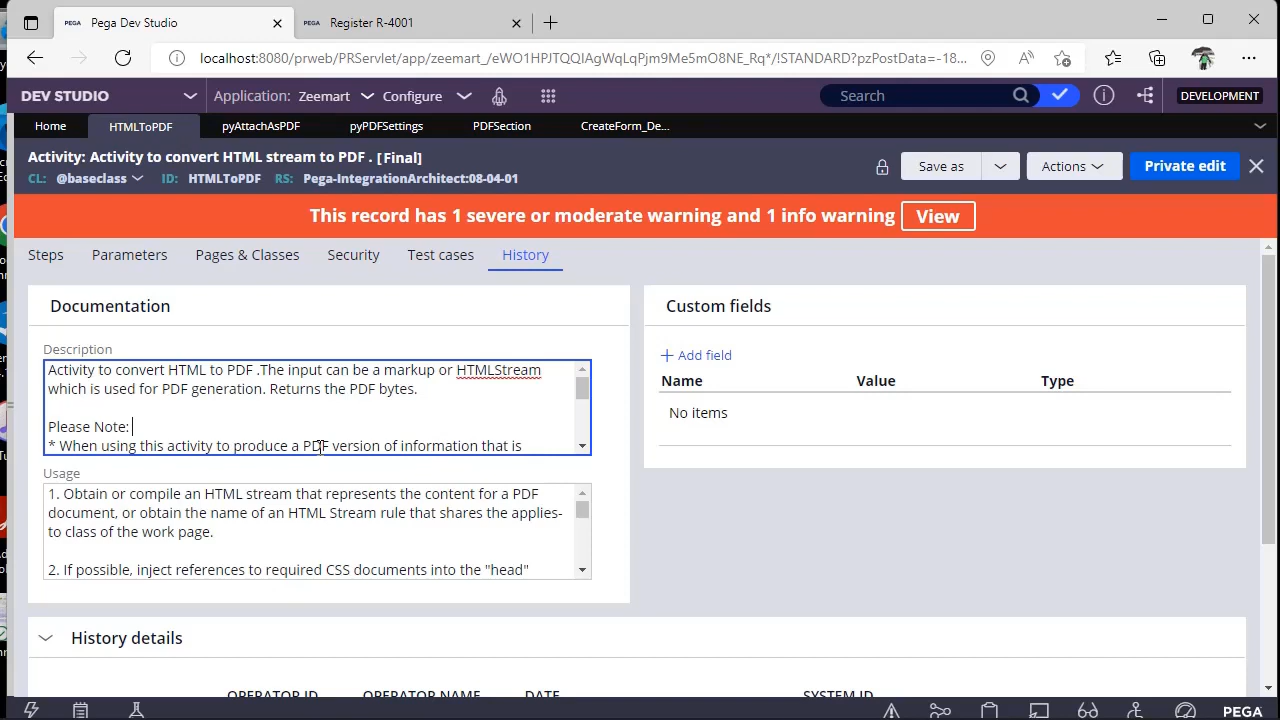 PEGA Pega Dev Studio
PEGA Register R-4001
localhost:8080/prweb/PRServlet/app/zeemart_/eWO1HPJTQQIAgWqLqPjm9Me5mO8NE_Rq*/!STANDARD?pzPostData=-18...
DEV STUDIO
Application: Zeemart
Configure
Search
DEVELOPMENT
Home
HTMLToPDF
pyAttachAsPDF
pyPDFSettings
PDFSection
CreateForm_De...
Activity: Activity to convert HTML stream to PDF . [Final]
CL: @baseclass ID: HTMLToPDF RS: Pega-IntegrationArchitect:08-04-01
Save as
Actions
Private edit
This record has 1 severe or moderate warning and 1 info warning
View
Steps
Parameters
Pages & Classes
Security
Test cases
History
Documentation
Description
Activity to convert HTML to PDF .The input can be a markup or HTMLStream
which is used for PDF generation. Returns the PDF bytes.
Please Note:
* When using this activity to produce a PDF version of information that is
Usage
1. Obtain or compile an HTML stream that represents the content for a PDF
document, or obtain the name of an HTML Stream rule that shares the applies-
to class of the work page.
2. If possible, inject references to required CSS documents into the "head"
Custom fields
+ Add field
Name Value Type
No items
History details
OPERATOR ID OPERATOR NAME DATE SYSTEM ID
PEGA